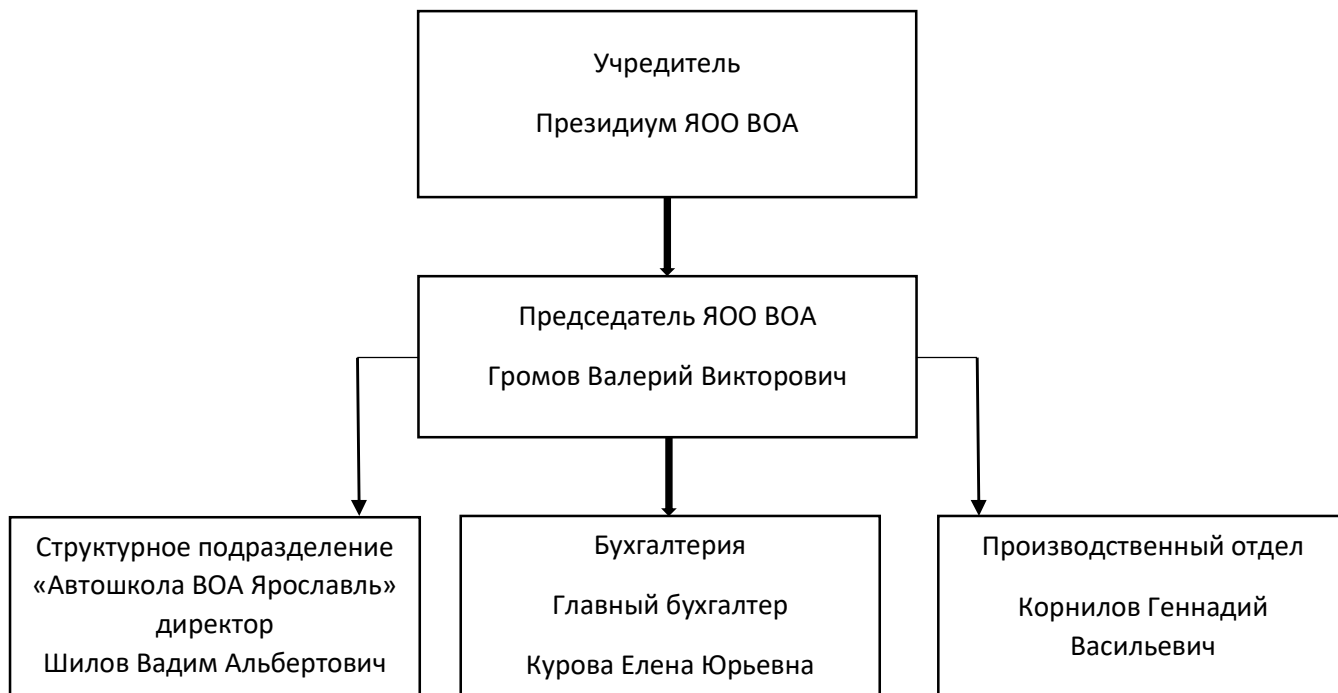 Учредитель
Президиум ЯОО ВОА
Председатель ЯОО ВОА
Громов Валерий Викторович
Структурное подразделение
«Автошкола ВОА Ярославль»
директор
Шилов Вадим Альбертович
Бухгалтерия
Главный бухгалтер
Курова Елена Юрьевна
Производственный отдел
Корнилов Геннадий
Васильевич